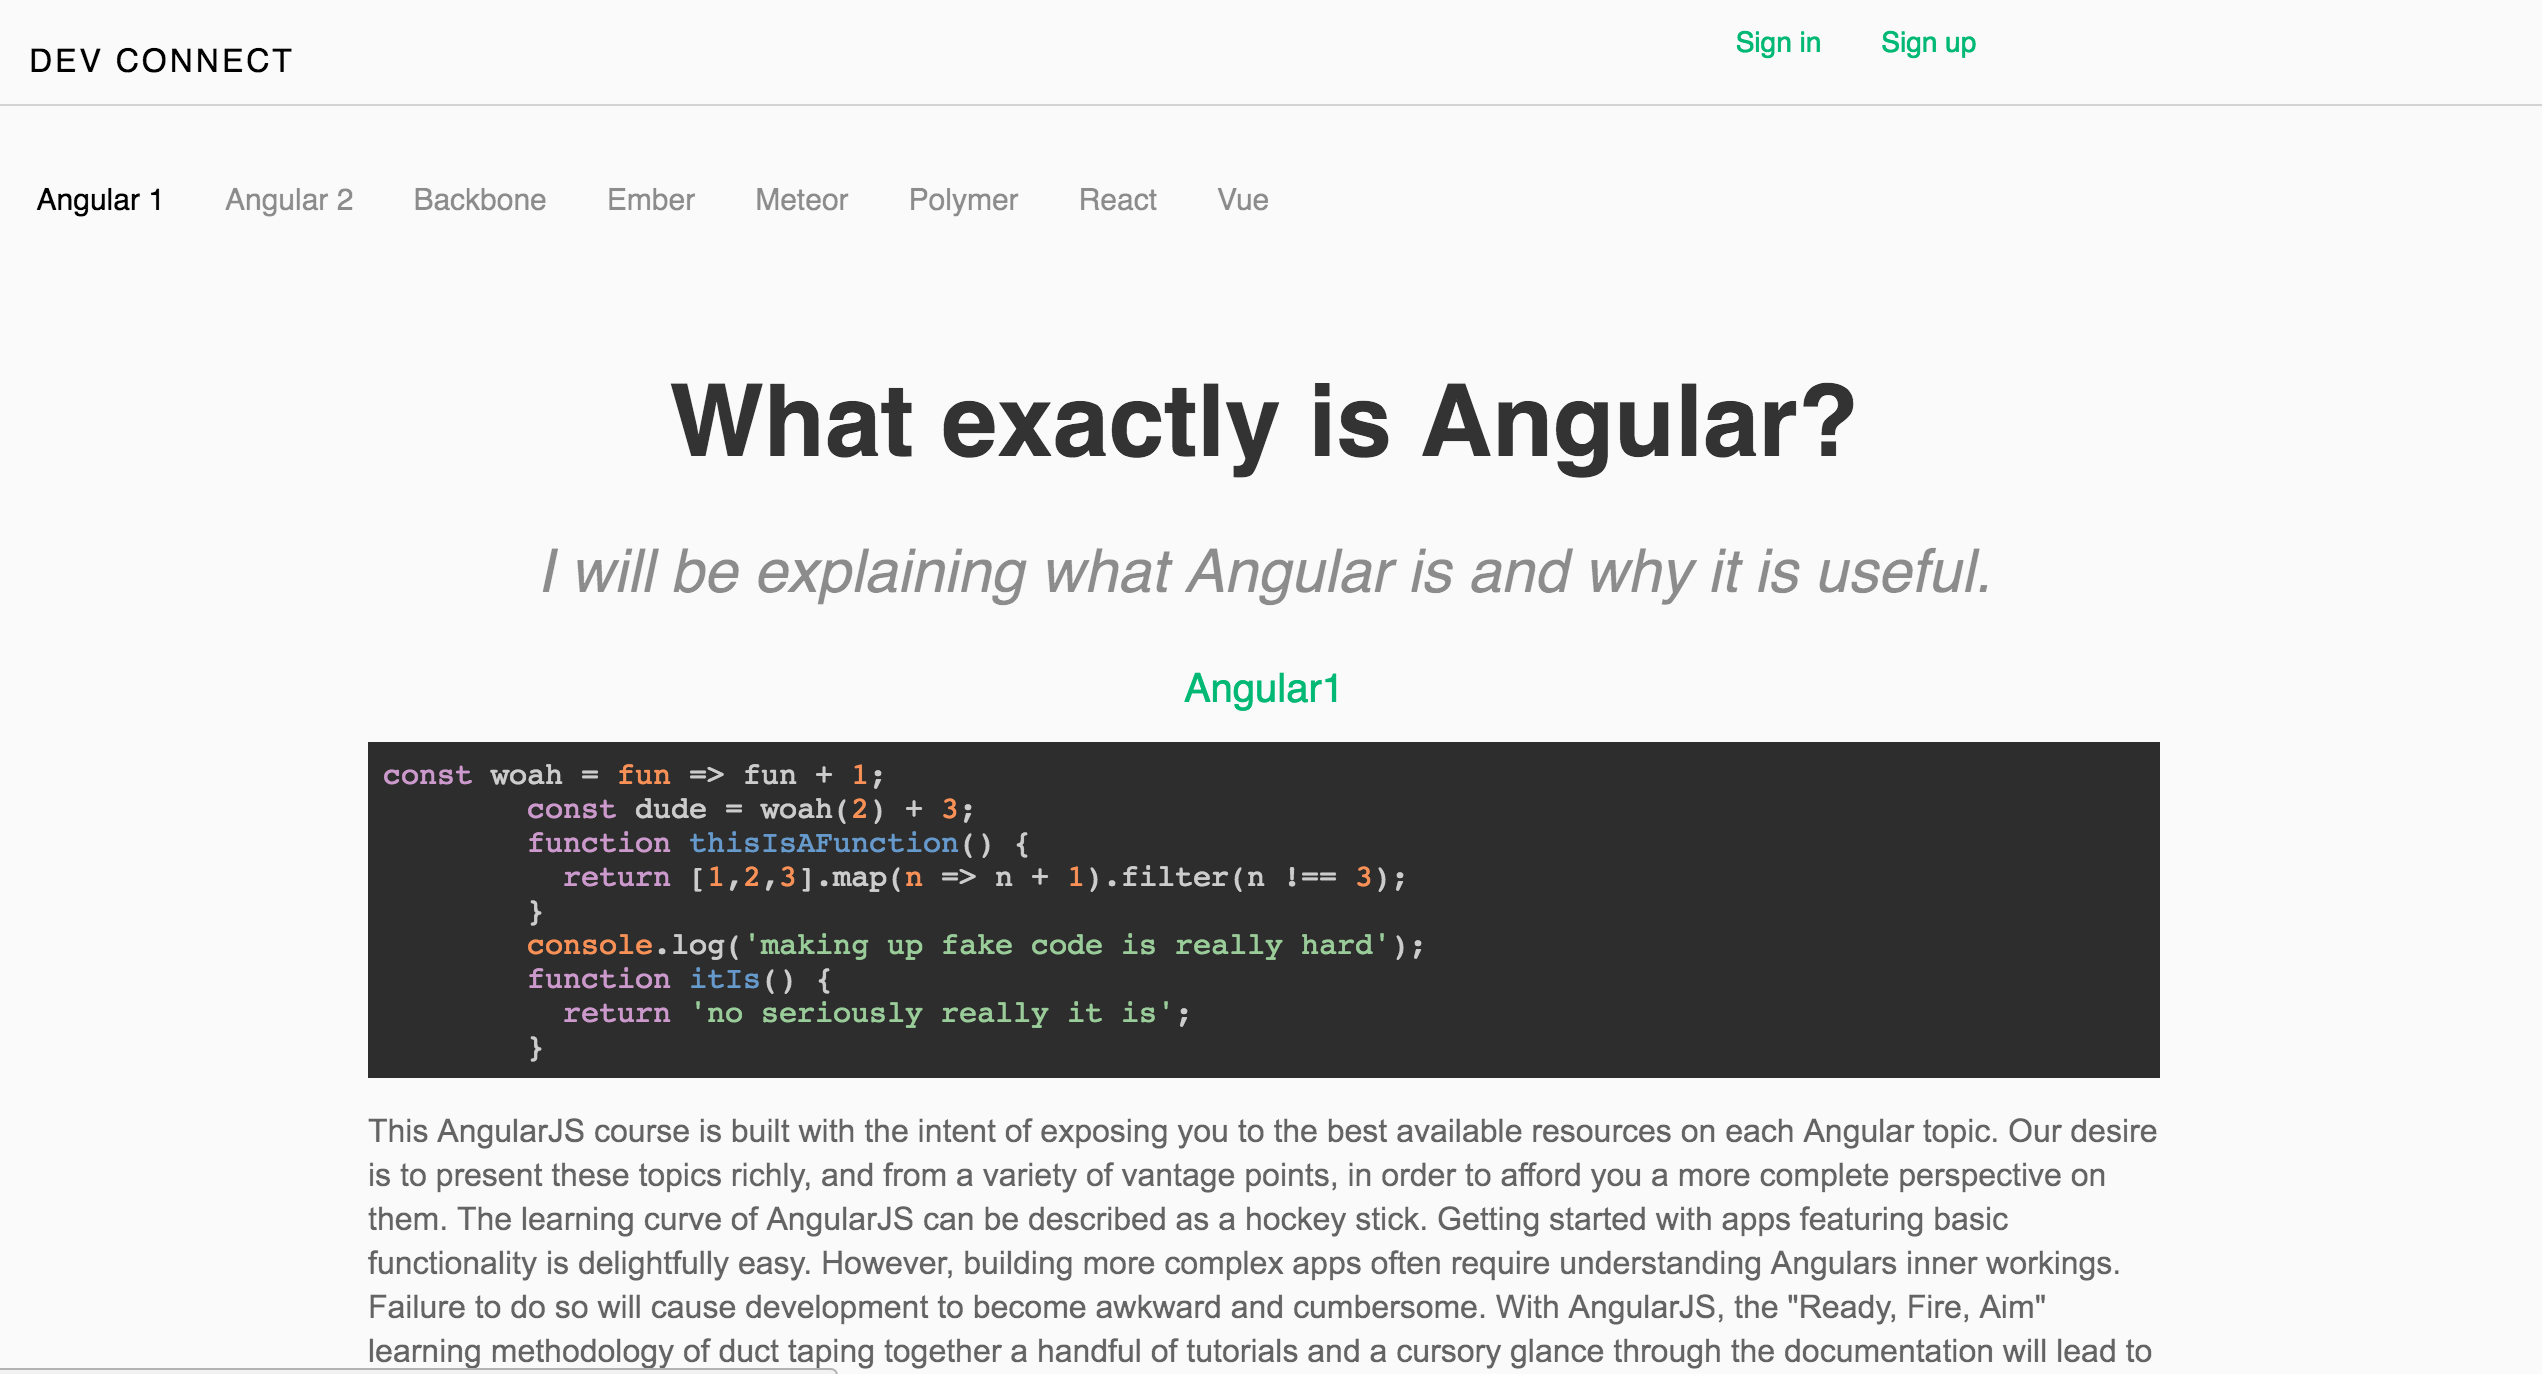 DEV CONNECT
Sign in
Sign up
Angular 1
Angular 2
Backbone
Ember
Meteor
Polymer
React
Vue
What exactly is Angular?
I will be explaining what Angular is and why it is useful.
Angular1
const woah = fun => fun + 1;
        const dude = woah(2) + 3;
        function thisIsAFunction() {
          return [1,2,3].map(n => n + 1).filter(n !== 3);
        }
        console.log('making up fake code is really hard');
        function itIs() {
          return 'no seriously really it is';
        }
This AngularJS course is built with the intent of exposing you to the best available resources on each Angular topic. Our desire
is to present these topics richly, and from a variety of vantage points, in order to afford you a more complete perspective on
them. The learning curve of AngularJS can be described as a hockey stick. Getting started with apps featuring basic
functionality is delightfully easy. However, building more complex apps often require understanding Angulars inner workings.
Failure to do so will cause development to become awkward and cumbersome. With AngularJS, the "Ready, Fire, Aim"
learning methodology of duct taping together a handful of tutorials and a cursory glance through the documentation will lead to